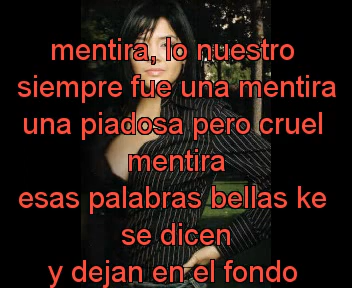 mentira, lo nuestro
siempre fue una mentira
una piadosa pero cruel
mentira
esas palabras bellas ke
se dicen
y dejan en el fondo